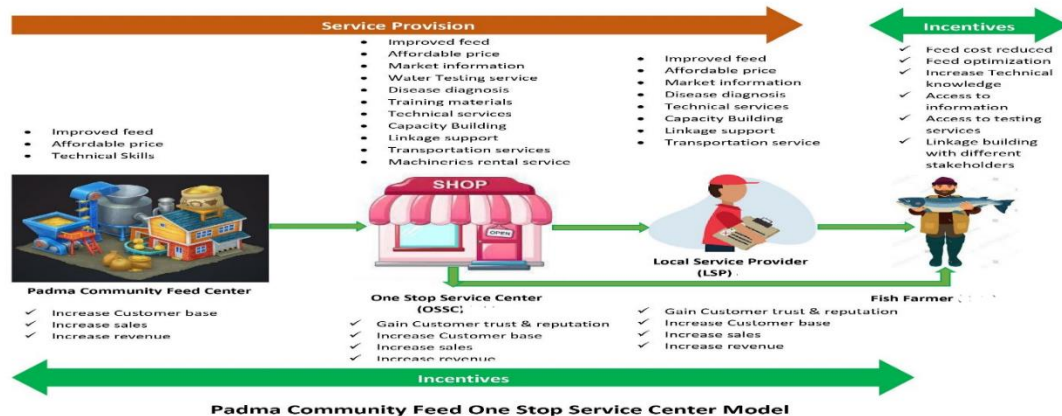 Service Provision
Incentives
• Improved feed
• Affordable price
• Technical Skills
• Improved feed
• Affordable price
• Market information
• Water Testing service
• Disease diagnosis
• Training materials
• Technical services
• Capacity Building
• Linkage support
• Transportation services
• Machineries rental service
• Improved feed
• Affordable price
• Market information
• Disease diagnosis
• Technical services
• Capacity Building
• Linkage support
• Transportation service
✓ Feed cost reduced
✓ Feed optimization
✓ Increase Technical
knowledge
✓ Access to
information
✓ Access to testing
services
✓ Linkage building
with different
stakeholders
SHOP
OPEN
Padma Community Feed Center
One Stop Service Center
(OSSC)
Local Service Provider
(LSP)
Fish Farmer
✓ Increase Customer base
✓ Increase sales
✓ Increase revenue
✓ Gain Customer trust & reputation
✓ Increase Customer base
✓ Increase sales
✓ Increase revenue
✓ Gain Customer trust & reputation
✓ Increase Customer base
✓ Increase sales
✓ Increase revenue
Incentives
Padma Community Feed One Stop Service Center Model